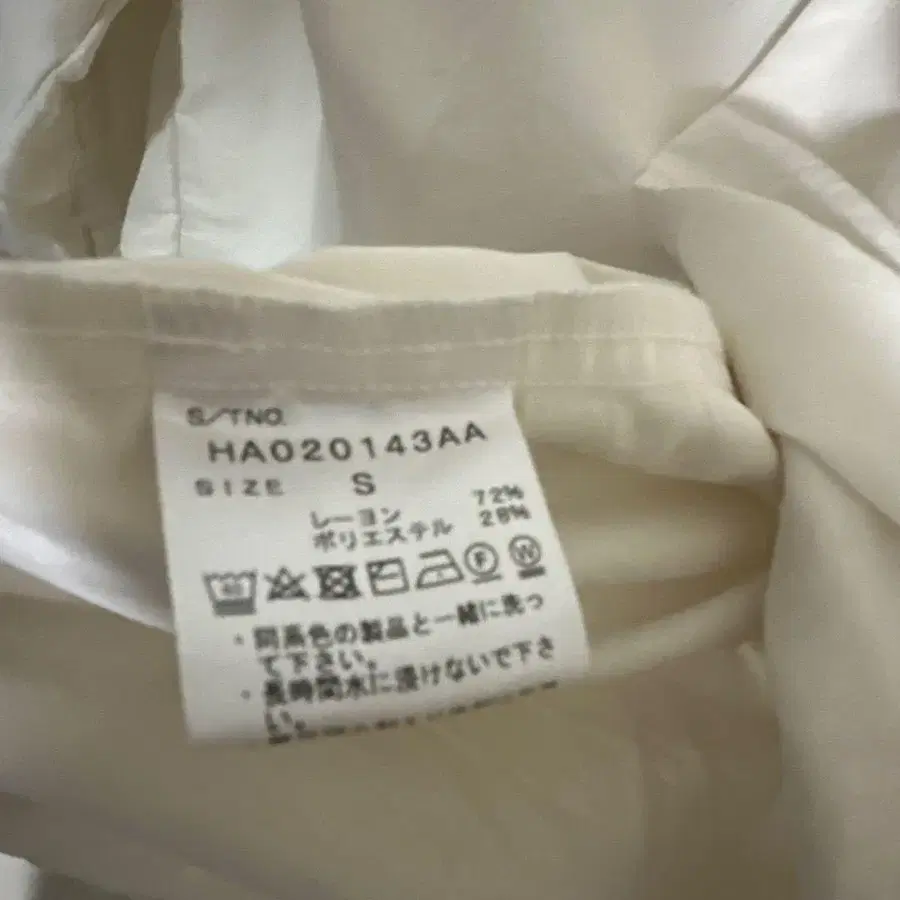 S/TNO.
HA020143AA
SIZE S
レーヨン 72%
ポリエステル 28%
40 F W
・同系色の製品と一緒に洗っ
て下さい。
・長時間水に浸けないで下さ
い。